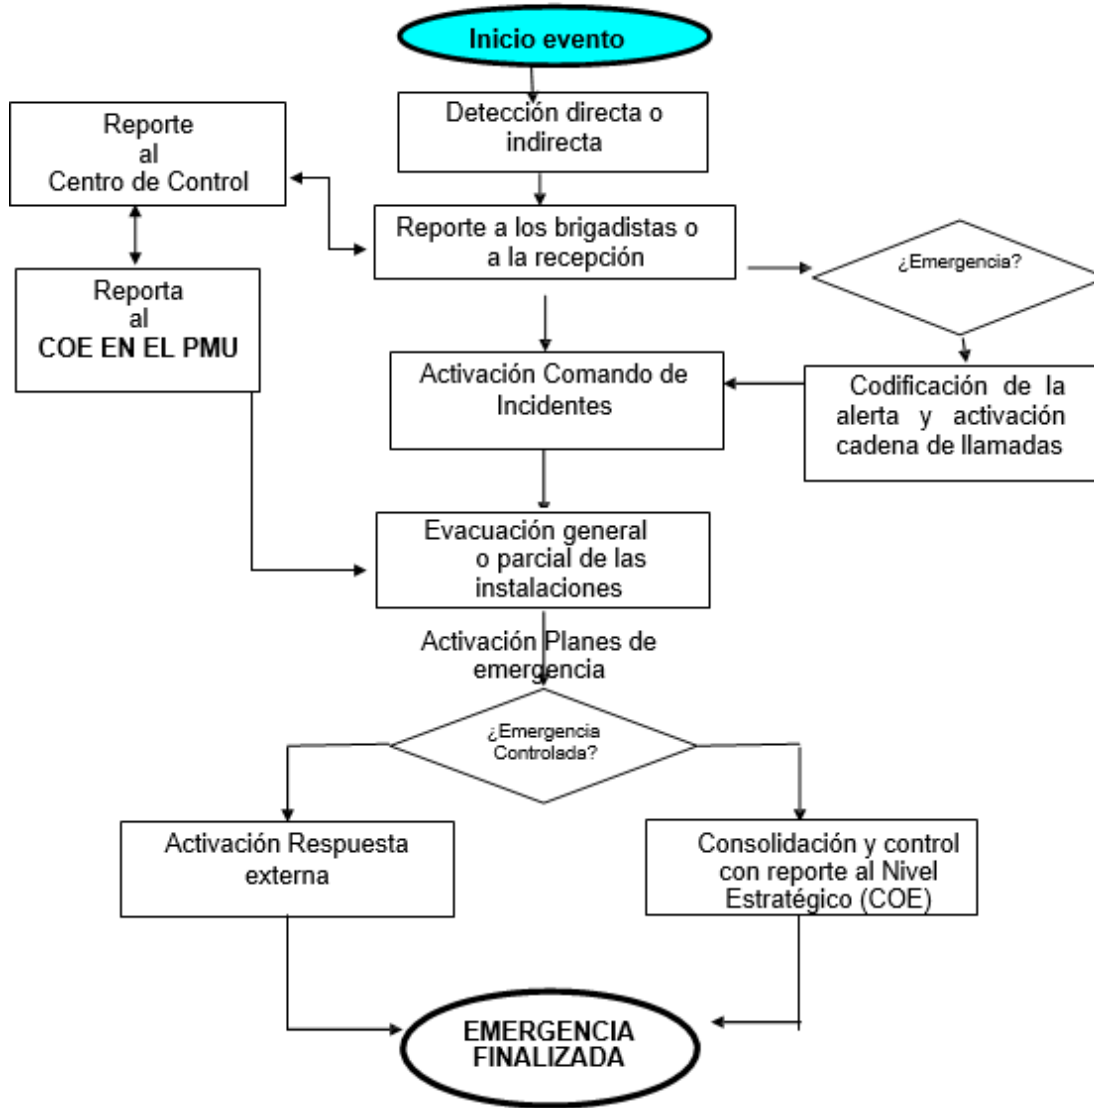 Inicio evento
Detección directa o
indirecta
Reporte
al
Centro de Control
Reporte a los brigadistas o
a la recepción
¿Emergencia?
Reporta
al
COE EN EL PMU
Activación Comando de
Incidentes
Codificación de la
alerta y activación
cadena de llamadas
Evacuación general
o parcial de las
instalaciones
Activación Planes de
emergencia
¿Emergencia
Controlada?
Activación Respuesta
externa
Consolidación y control
con reporte al Nivel
Estratégico (COE)
EMERGENCIA
FINALIZADA